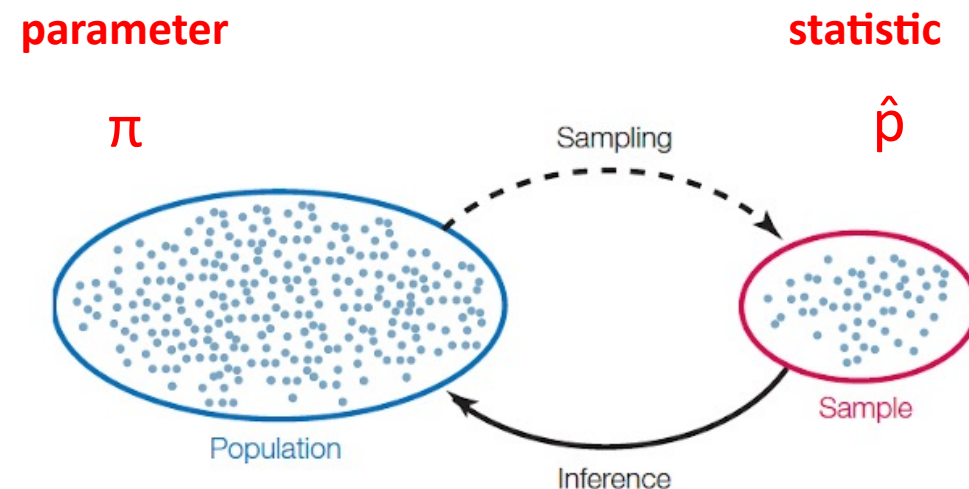 parameter
statistic
π
p̂
Sampling
Population
Sample
Inference